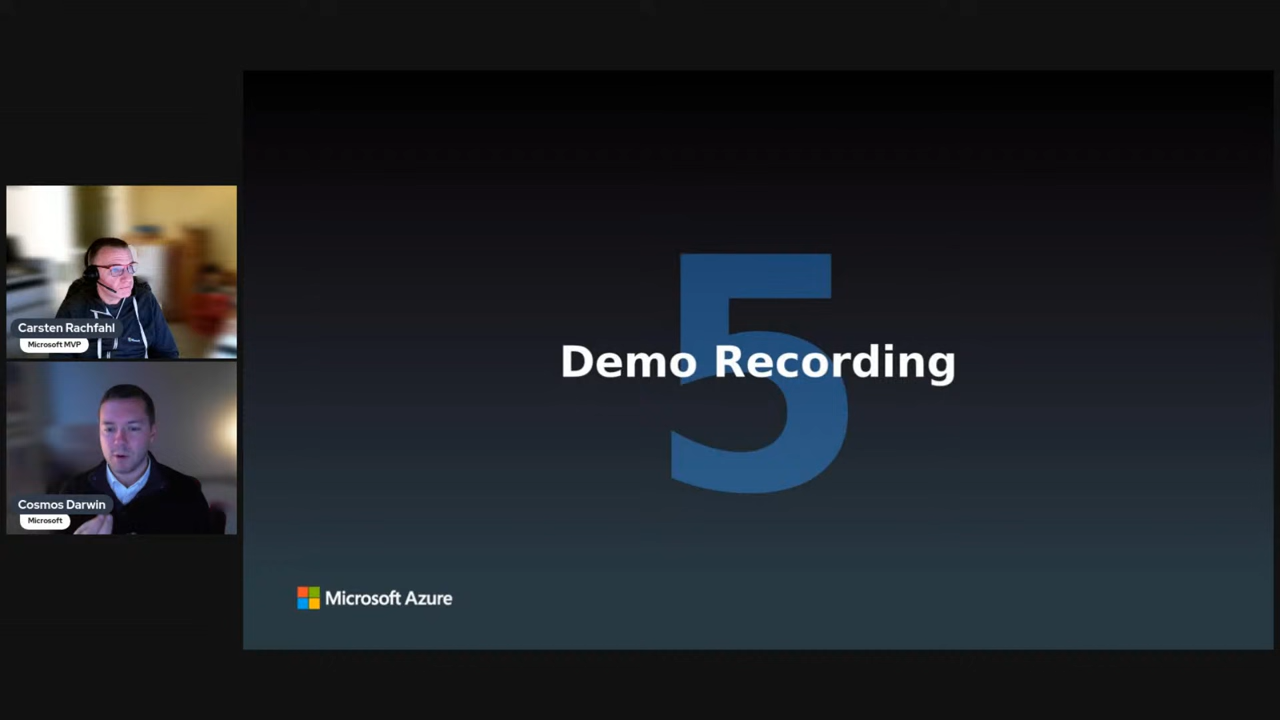 Carsten Rachfahl
Microsoft MVP
Cosmos Darwin
Microsoft
5
Demo Recording
Microsoft Azure